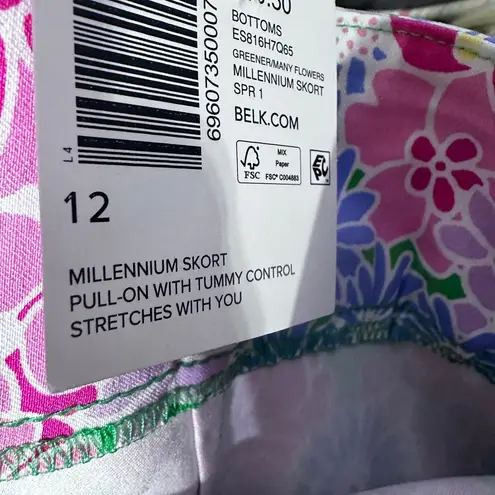 BOTTOMS
ES816H7Q65
GREENER/MANY FLOWERS
MILLENNIUM SKORT
SPR 1
BELK.COM
69607350007
FSC
MIX
Paper
FSC® C004883
L4
12
MILLENNIUM SKORT
PULL-ON WITH TUMMY CONTROL
STRETCHES WITH YOU